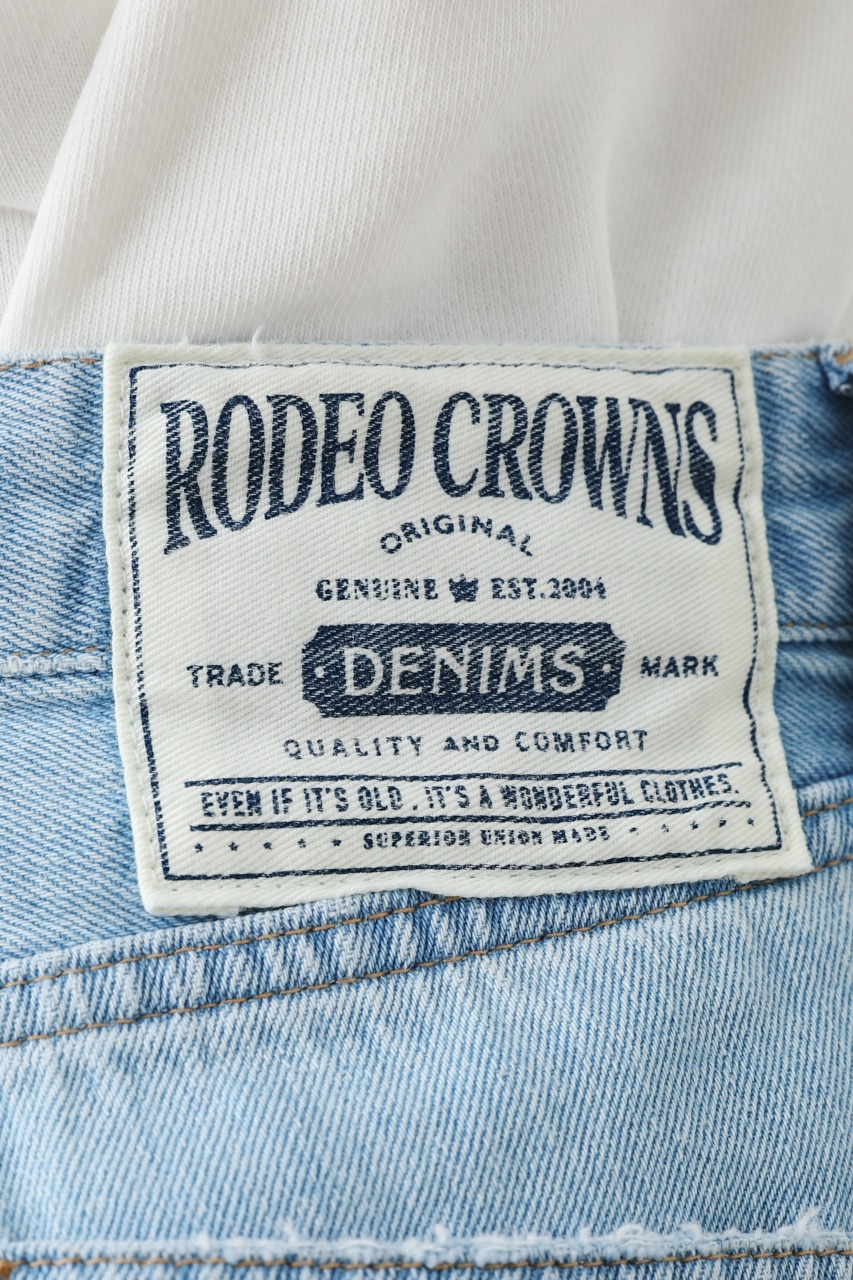 RODEO CROWNS
ORIGINAL
GENUINE EST.2004
TRADE DENIMS MARK
QUALITY AND COMFORT
EVEN IF IT'S OLD . IT'S A WONDERFUL CLOTHES.
SUPERIOR UNION MADE